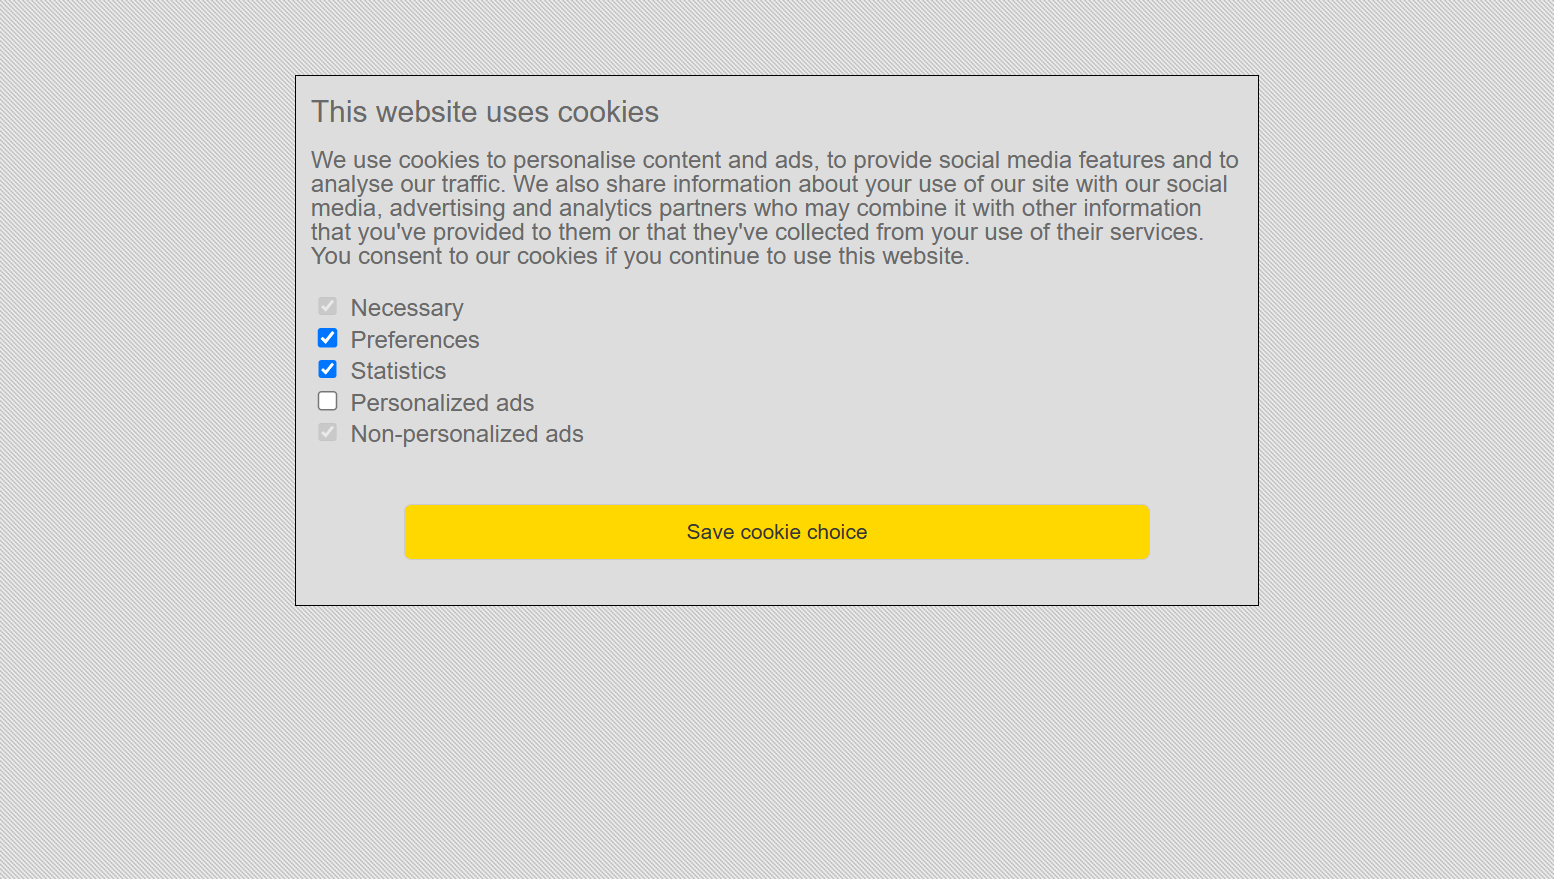 This website uses cookies
We use cookies to personalise content and ads, to provide social media features and to
analyse our traffic. We also share information about your use of our site with our social
media, advertising and analytics partners who may combine it with other information
that you've provided to them or that they've collected from your use of their services.
You consent to our cookies if you continue to use this website.
Necessary
Preferences
Statistics
Personalized ads
Non-personalized ads
Save cookie choice